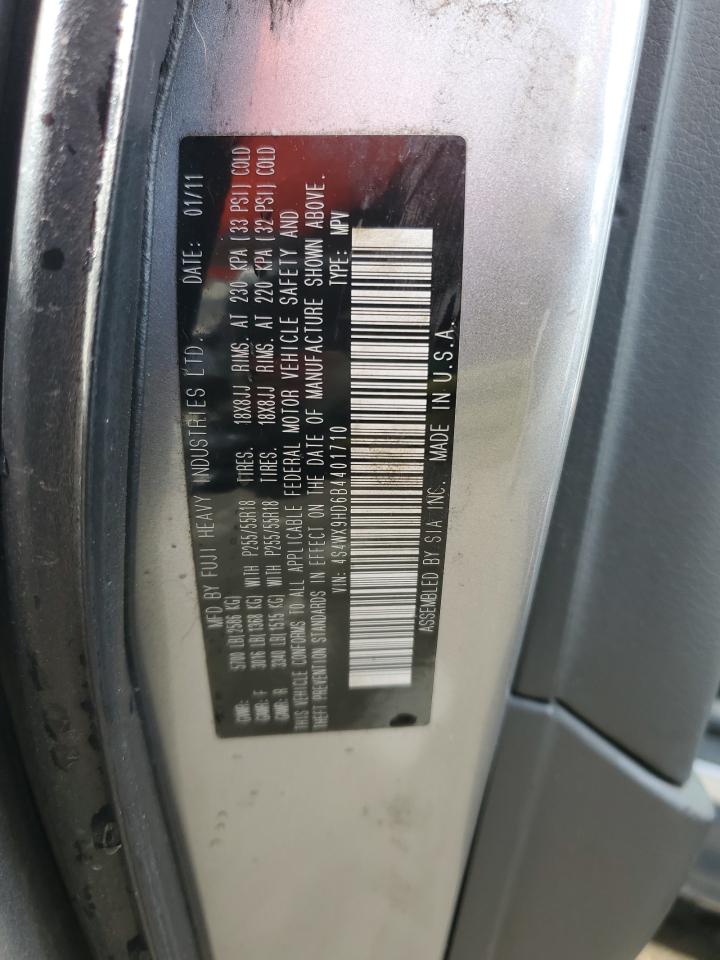 MFD BY FUJI HEAVY INDUSTRIES LTD. DATE: 01/11
GVWR: 5700 LB(2586 KG)
GAWR: F 3016 LB(1368 KG) WITH P255/55R18 TIRES. 18X8JJ RIMS. AT 230 KPA (33 PSI) COLD
GAWR: R 3340 LB(1515 KG) WITH P255/55R18 TIRES. 18X8JJ RIMS. AT 220 KPA (32 PSI) COLD
THIS VEHICLE CONFORMS TO ALL APPLICABLE FEDERAL MOTOR VEHICLE SAFETY AND
THEFT PREVENTION STANDARDS IN EFFECT ON THE DATE OF MANUFACTURE SHOWN ABOVE.
VIN: 4S4WX9HD6B4401710 TYPE: MPV
ASSEMBLED BY SIA INC. MADE IN U.S.A.